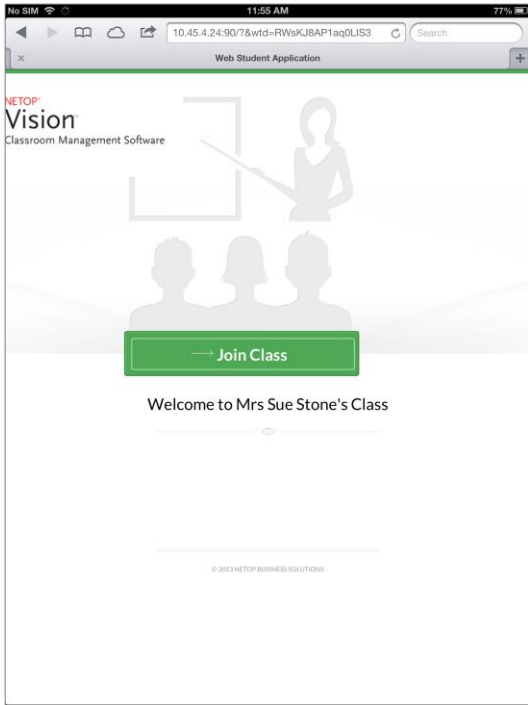 No SIM 11:55 AM 77%
10.45.4.24:90/?&wtd=RWsKJ8AP1aq0LIS3 Search
Web Student Application
NETOP™
Vision
Classroom Management Software
Join Class
Welcome to Mrs Sue Stone's Class
© 2013 NETOP BUSINESS SOLUTIONS